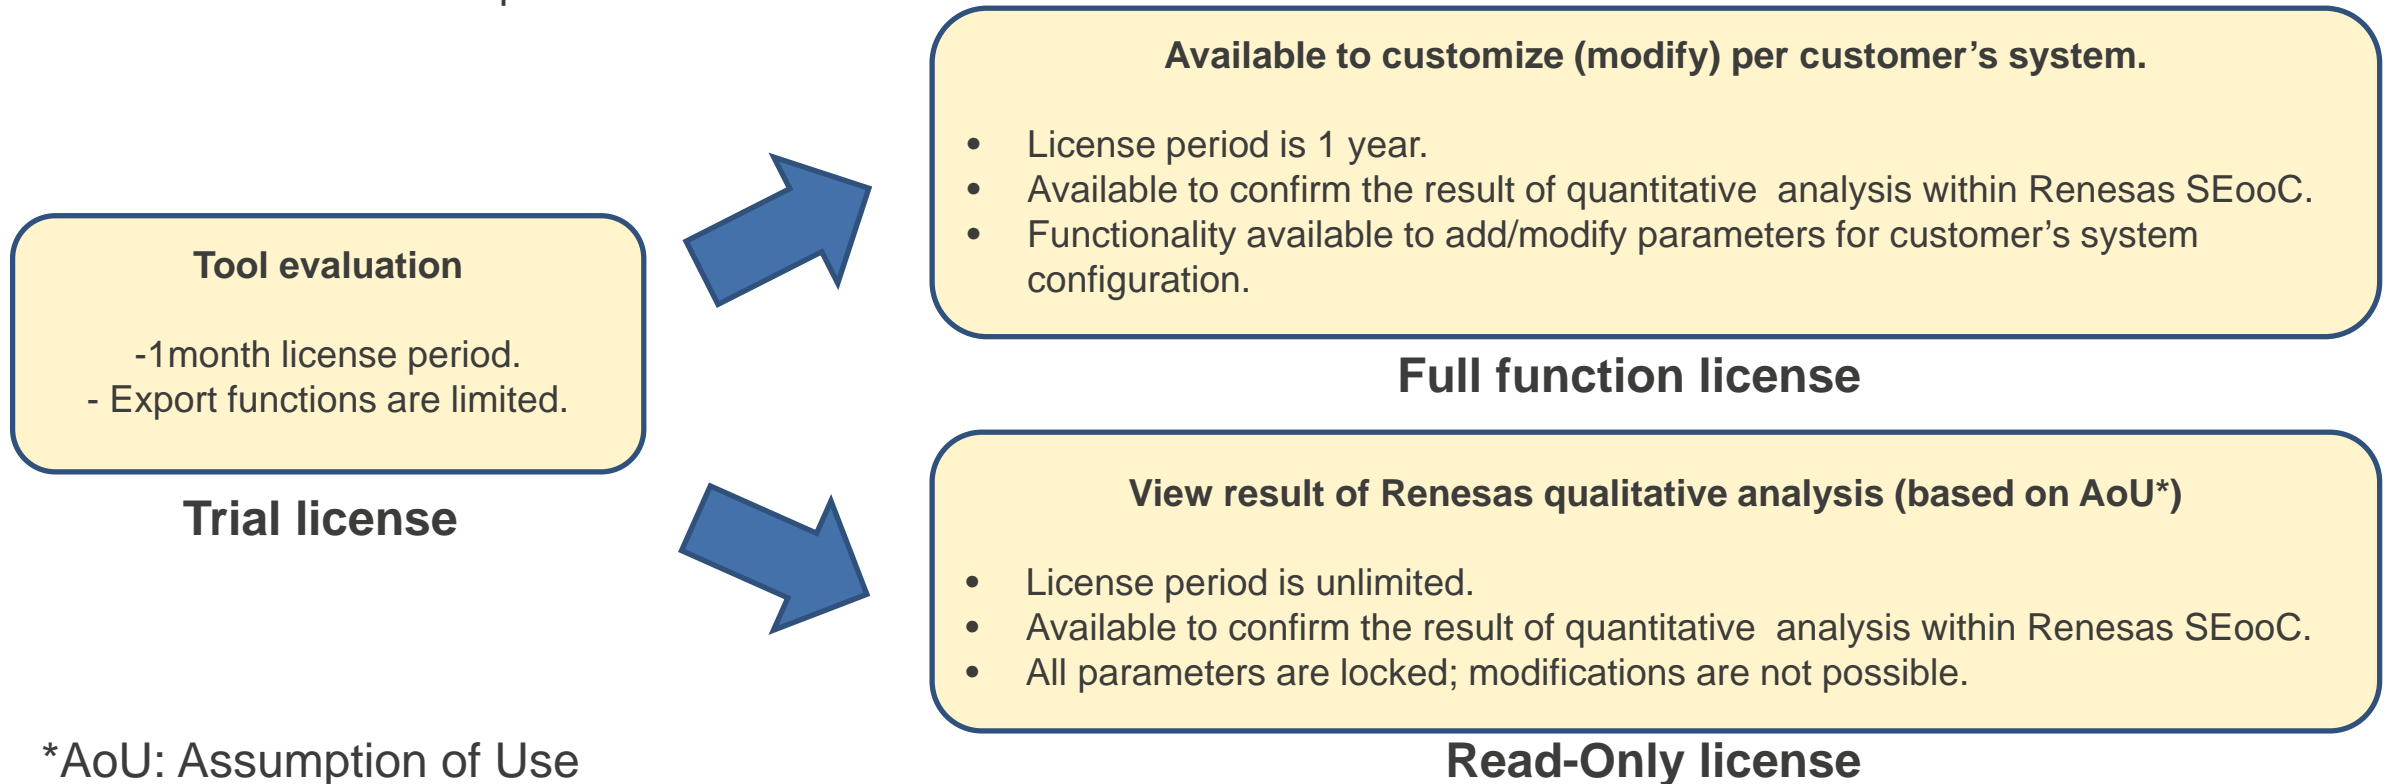 Tool evaluation
-1month license period.
- Export functions are limited.
Trial license
Available to customize (modify) per customer’s system.
• License period is 1 year.
• Available to confirm the result of quantitative  analysis within Renesas SEooC.
• Functionality available to add/modify parameters for customer’s system
configuration.
Full function license
View result of Renesas qualitative analysis (based on AoU*)
• License period is unlimited.
• Available to confirm the result of quantitative  analysis within Renesas SEooC.
• All parameters are locked; modifications are not possible.
Read-Only license
*AoU: Assumption of Use